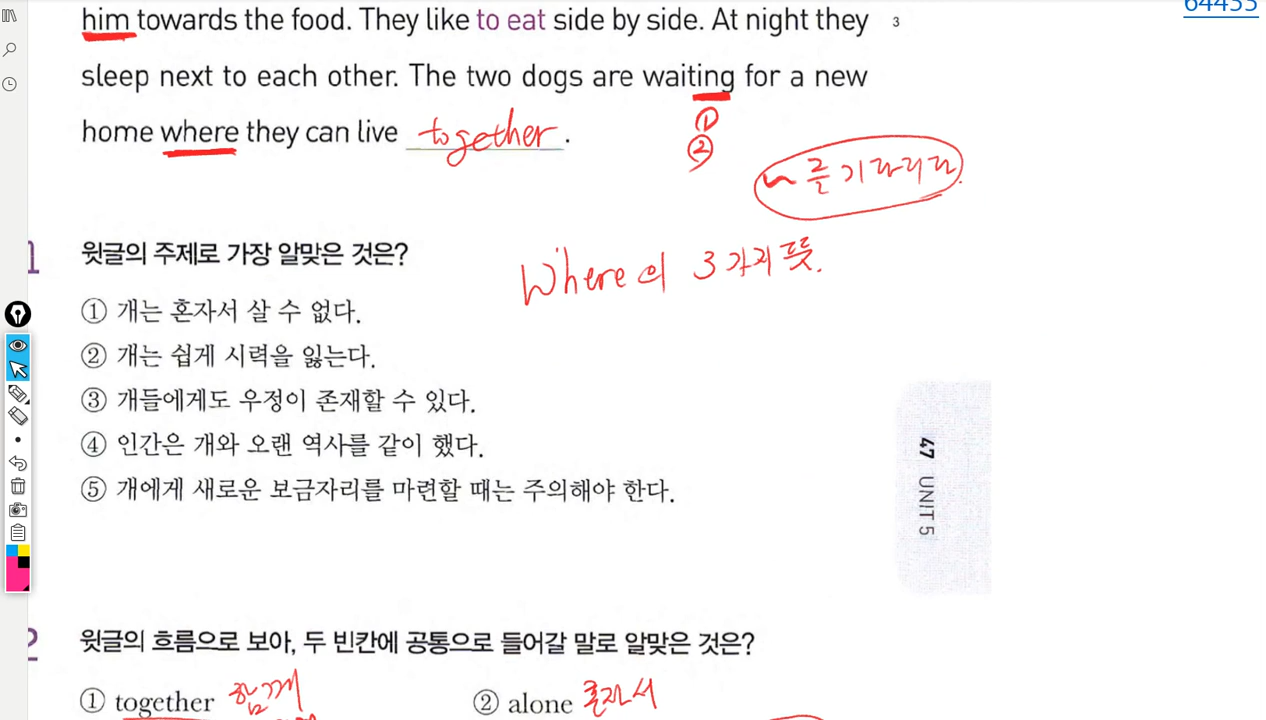 64455
him towards the food. They like to eat side by side. At night they 3
sleep next to each other. The two dogs are waiting for a new
home where they can live together.
①
②
~를 기다리다.
Where의 3가지 뜻.
1 윗글의 주제로 가장 알맞은 것은?
① 개는 혼자서 살 수 없다.
② 개는 쉽게 시력을 잃는다.
③ 개들에게도 우정이 존재할 수 있다.
④ 인간은 개와 오랜 역사를 같이 했다.
⑤ 개에게 새로운 보금자리를 마련할 때는 주의해야 한다.
47 UNIT 5
2 윗글의 흐름으로 보아, 두 빈칸에 공통으로 들어갈 말로 알맞은 것은?
① together 함께 ② alone 혼자서